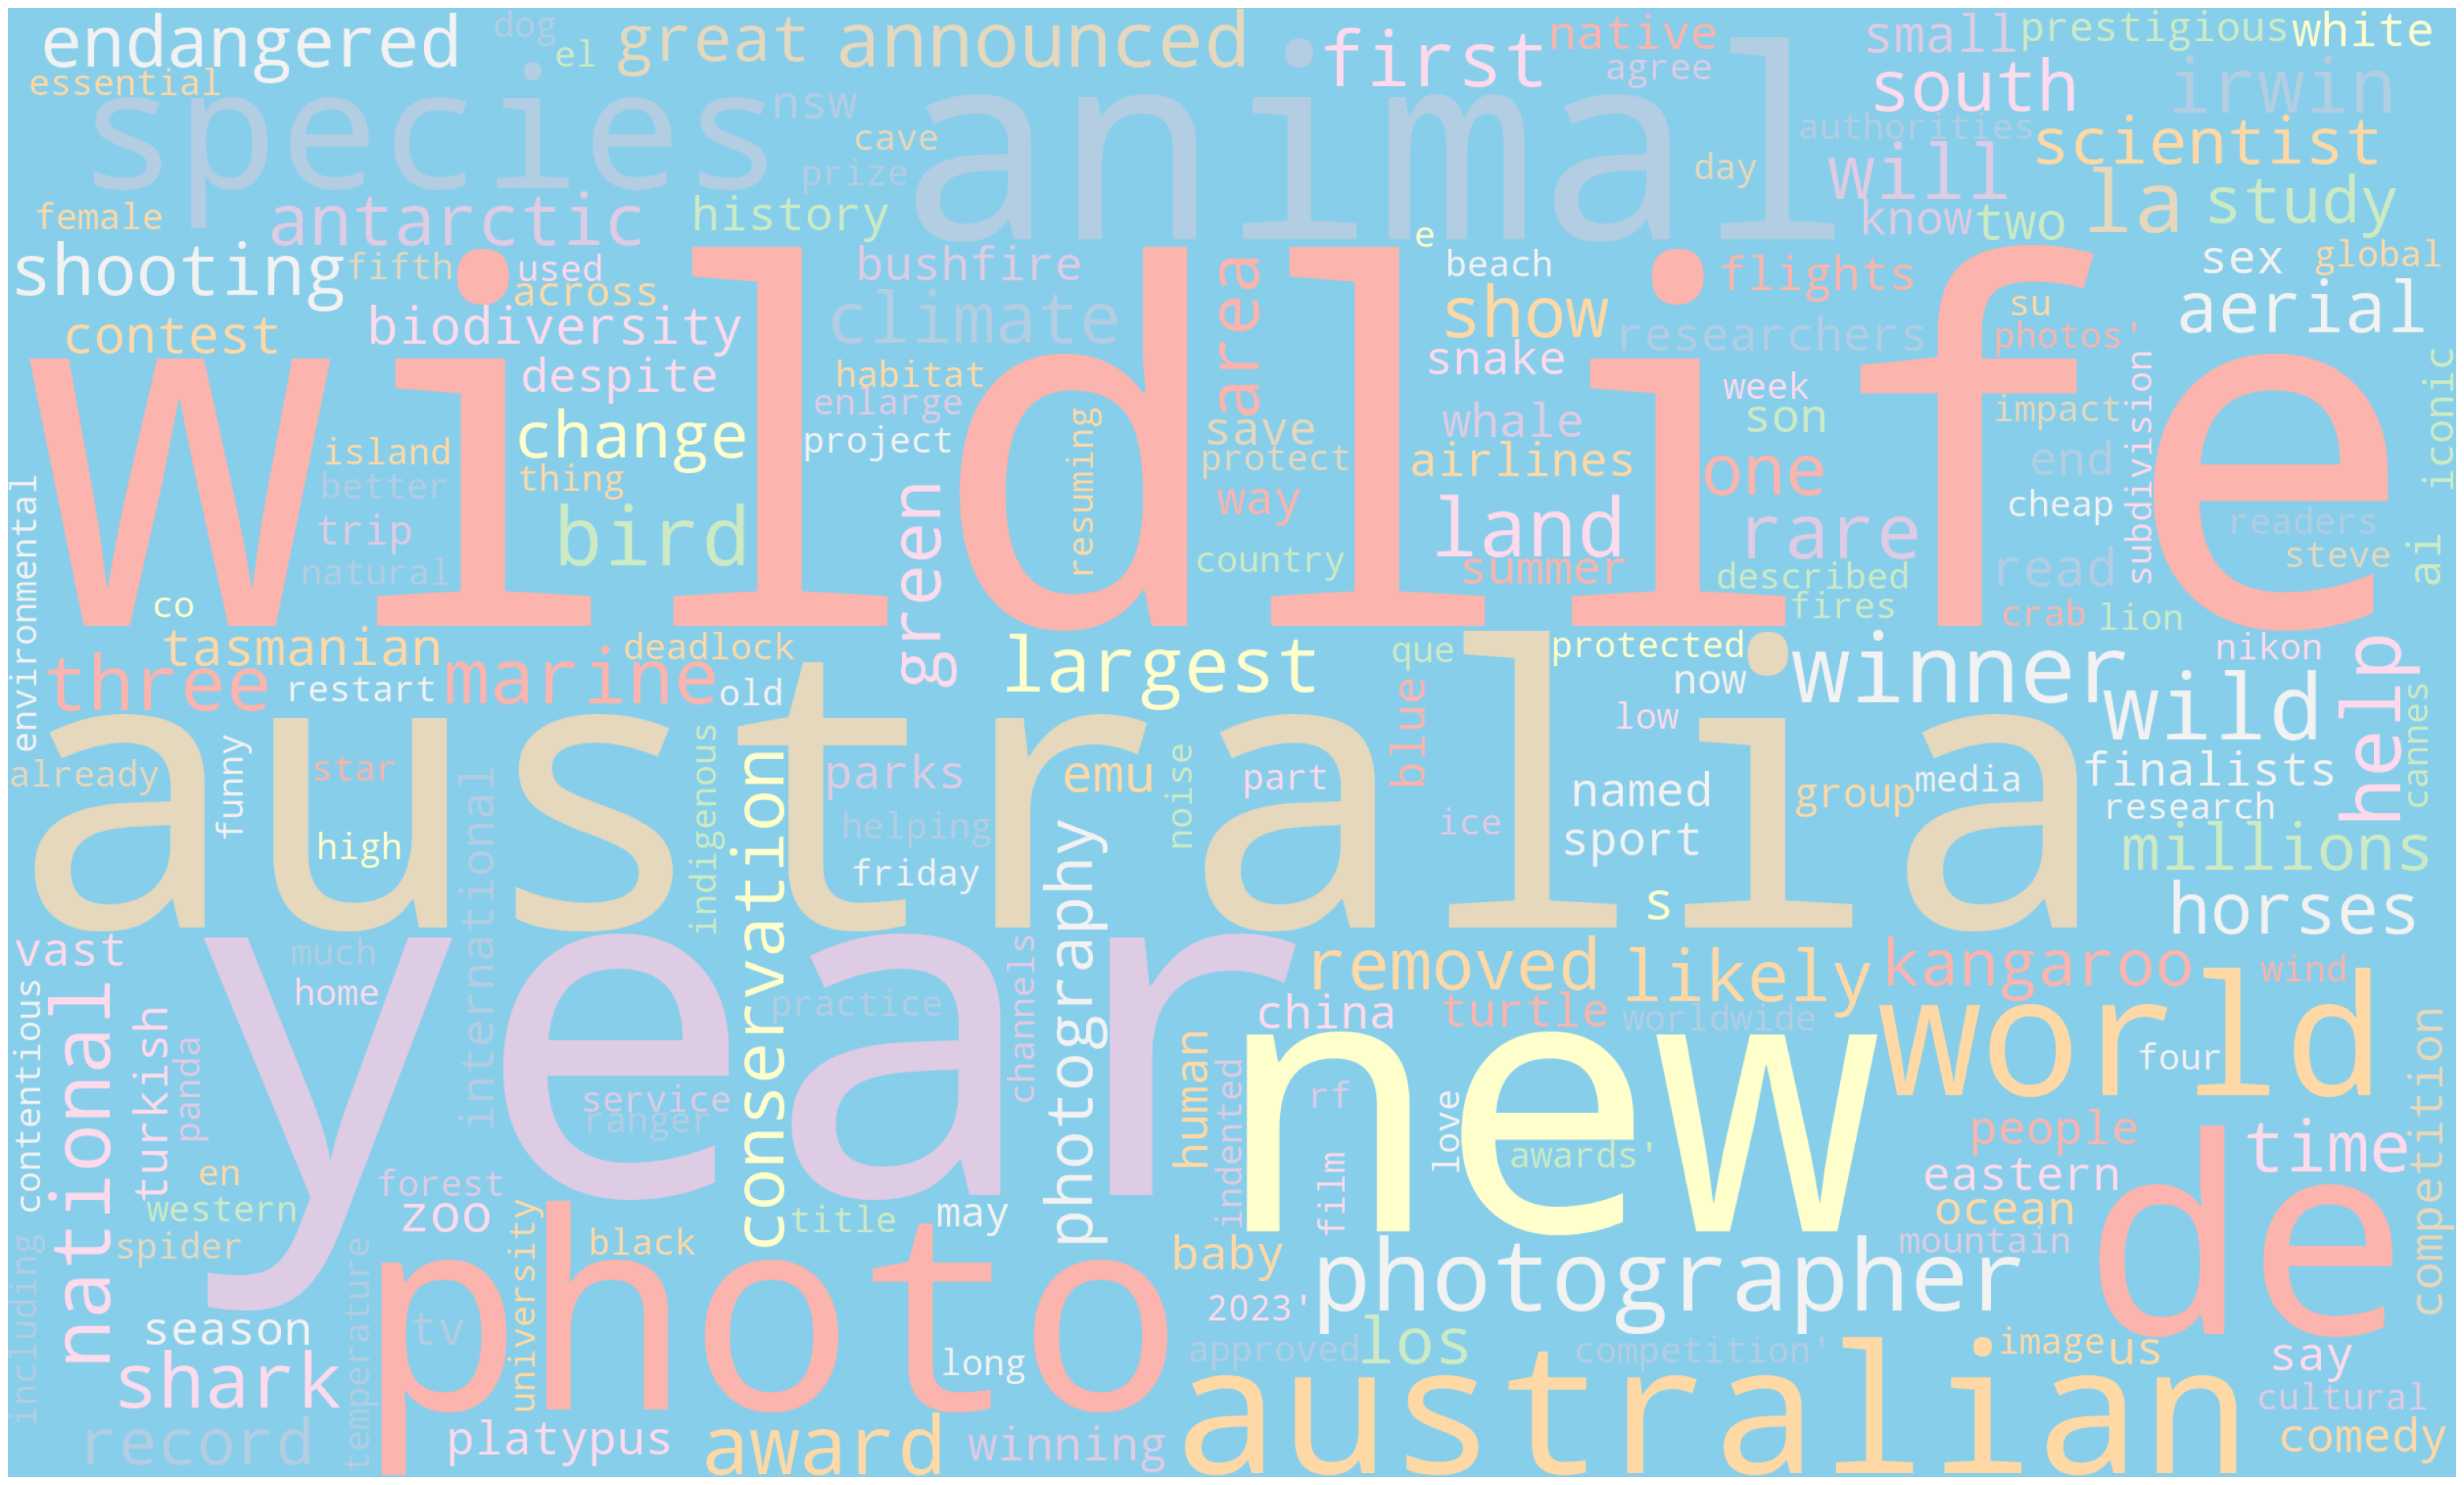 endangered
dog
el
great
announced
first
native
agree
small
prestigious
white
essential
species
nsw
animal
south
irwin
cave
prize
day
authorities
will
scientist
female
antarctic
history
know
two
la
study
e
shooting
fifth
used
across
bushfire
area
beach
flights
sex
global
contest
biodiversity
climate
show
researchers
su
photos'
aerial
wildlife
despite
habitat
enlarge
snake
week
impact
subdivision
iconic
change
project
resuming
save
whale
son
island
better
thing
protect
airlines
one
end
trip
bird
green
way
land
rare
cheap
readers
natural
country
summer
described
read
steve
ai
environmental
co
fires
crab
lion
tasmanian
deadlock
largest
que
protected
winner
nikon
help
three
restart
marine
old
now
wild
australia
blue
low
already
funny
star
indigenous
conservation
parks
emu
noise
part
named
group
media
finalists
cannes
high
international
helping
photography
ice
sport
research
millions
friday
s
horses
vast
much
year
channels
removed
likely
kangaroo
wind
contentious
national
home
practice
china
turtle
worldwide
world
turkish
panda
human
new
four
competition
service
ranger
indented
rf
love
people
time
en
forest
film
awards'
eastern
de
western
zoo
university
title
may
ocean
including
spider
temperature
black
photo
baby
photographer
mountain
season
tv
2023'
shark
long
approved
los
competition'
australian
image
us
say
record
platypus
award
winning
cultural
comedy